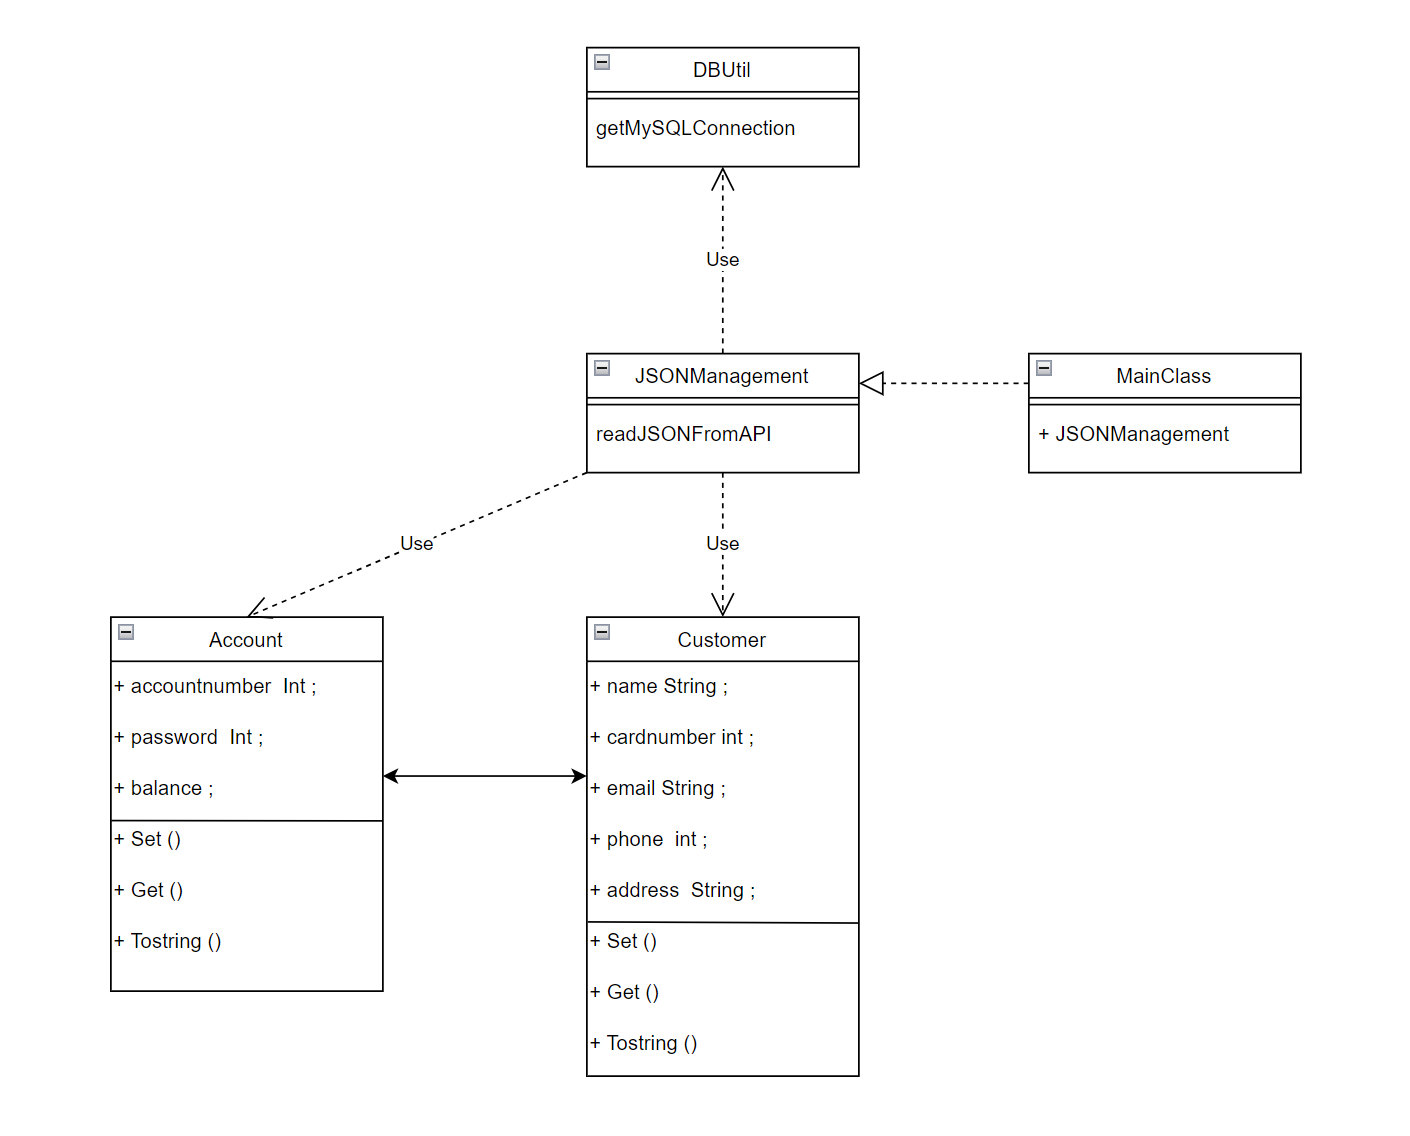 DBUtil
getMySQLConnection
Use
JSONManagement
readJSONFromAPI
MainClass
+ JSONManagement
Use
Use
Account
+ accountnumber  Int ;
+ password  Int ;
+ balance ;
+ Set ()
+ Get ()
+ Tostring ()
Customer
+ name String ;
+ cardnumber int ;
+ email String ;
+ phone  int ;
+ address  String ;
+ Set ()
+ Get ()
+ Tostring ()